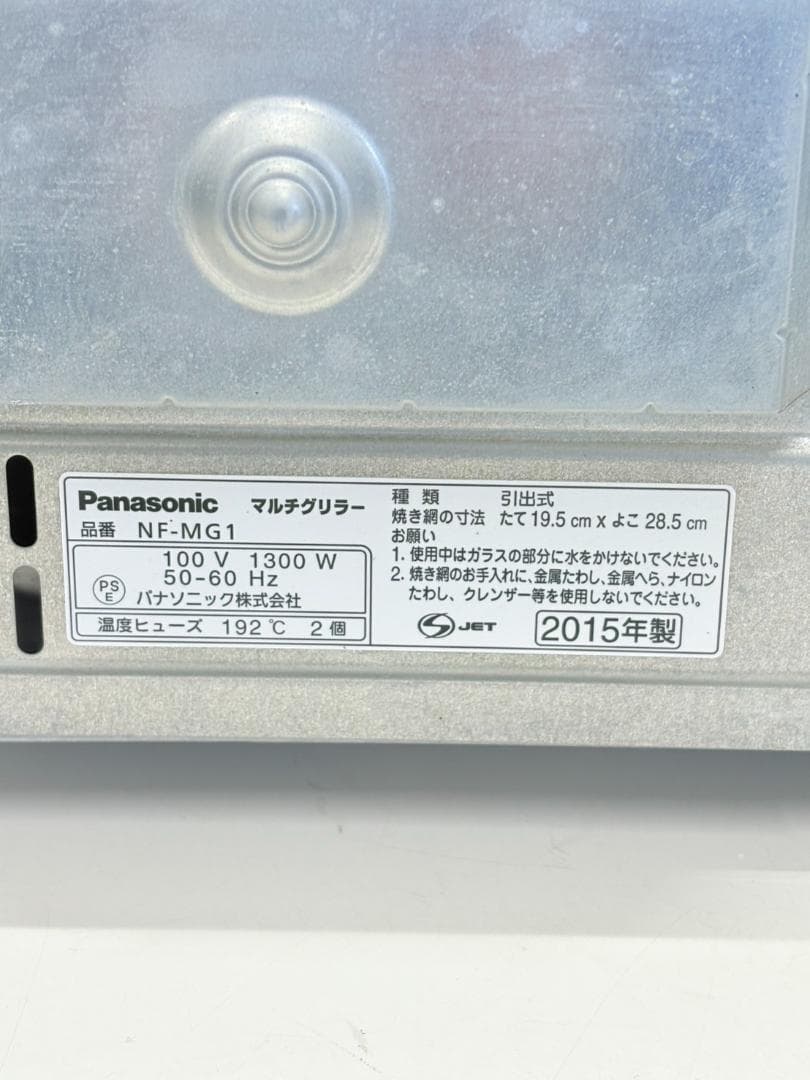 Panasonic マルチグリラー
品番 NF-MG1
100 V 1300 W
50-60 Hz
PS E パナソニック株式会社
温度ヒューズ 192℃ 2個
種類 引出式
焼き網の寸法 たて 19.5 cm x よこ 28.5 cm
お願い
1. 使用中はガラスの部分に水をかけないでください。
2. 焼き網のお手入れに、金属たわし、金属へら、ナイロン
たわし、クレンザー等を使用しないでください。
JET 2015年製